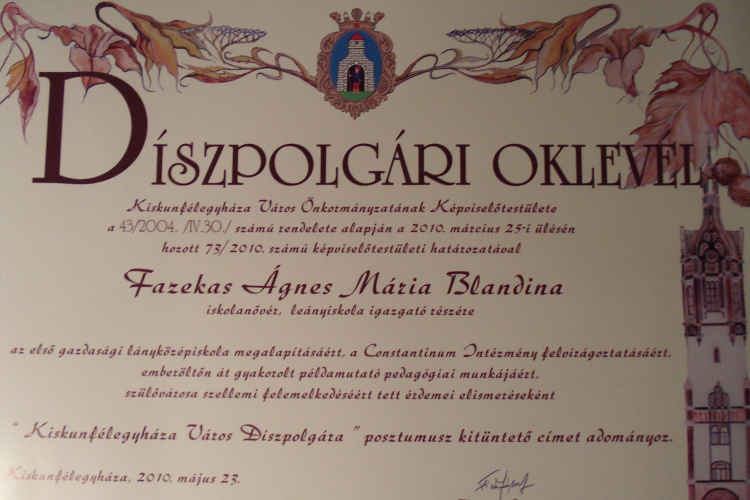 DÍSZPOLGÁRI OKLEVÉL
Kiskunfélegyháza Város Önkormányzatának Képviselőtestülete
a 43/2004. /IV.30./ számú rendelete alapján a 2010. március 25-i ülésén
hozott 73/2010. számú képviselőtestületi határozatával
Fazekas Ágnes Mária Blandina
iskolanővér, leányiskola igazgató részére
az első gazdasági lányközépiskola megalapításáért, a Constantinum Intézmény felvirágoztatásáért,
emberöltőn át gyakorolt példamutató pedagógiai munkájáért,
szülővárosa szellemi felemelkedéséért tett érdemei elismeréseként
“ Kiskunfélegyháza Város Díszpolgára ” posztumusz kitüntető címet adományoz.
Kiskunfélegyháza, 2010. május 23.